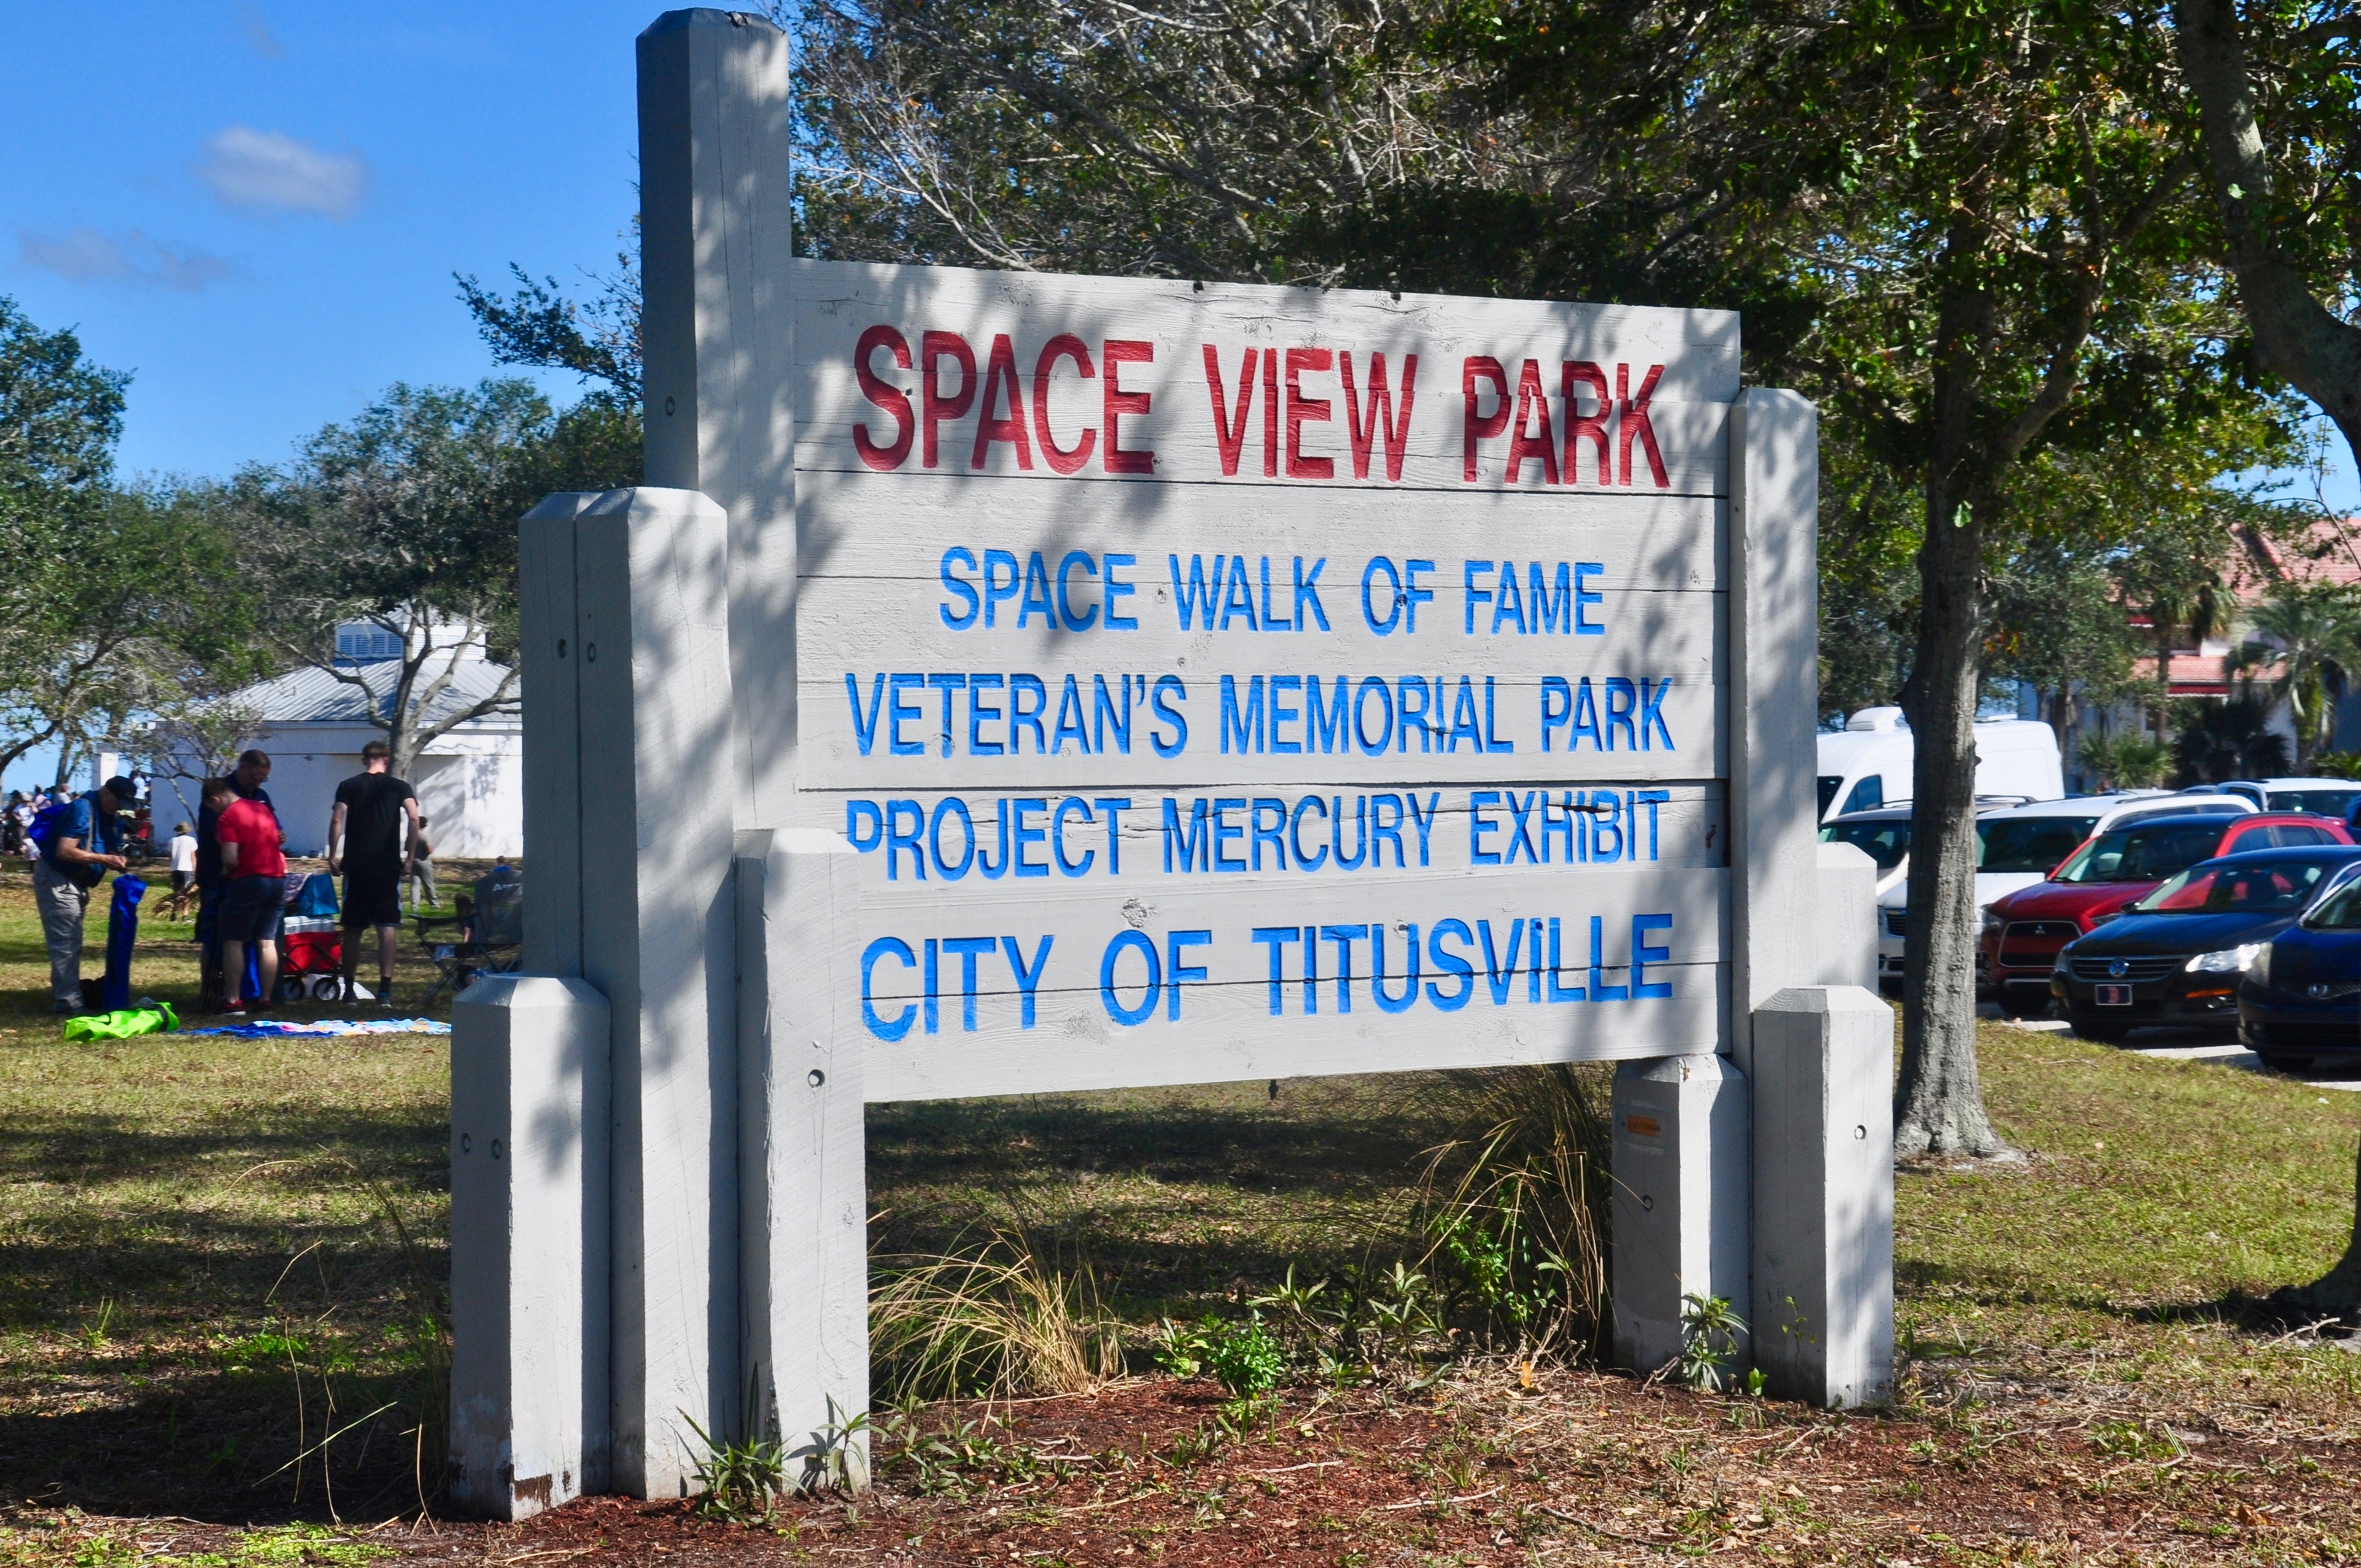 SPACE VIEW PARK
SPACE WALK OF FAME
VETERAN'S MEMORIAL PARK
PROJECT MERCURY EXHIBIT
CITY OF TITUSVILLE